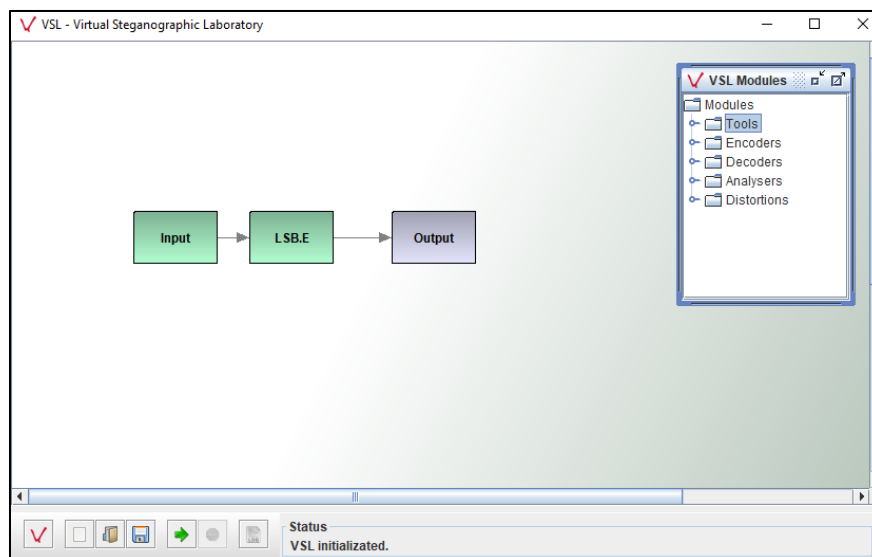 VSL - Virtual Steganographic Laboratory
VSL Modules
Modules
Tools
Encoders
Decoders
Analysers
Distortions
Input
LSB.E
Output
Status
VSL initializated.